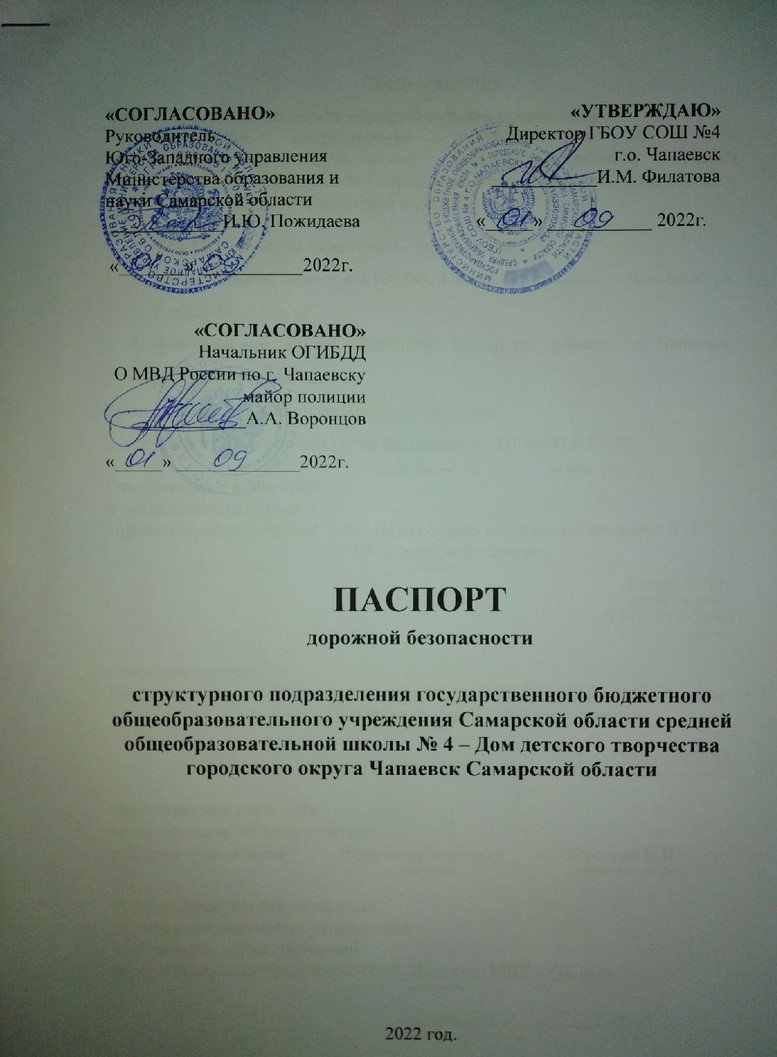 «СОГЛАСОВАНО»
Руководитель
Юго-Западного управления
Министерства образования и
науки Самарской области
И.Ю. Пожидаева
«01» 2022г.
«УТВЕРЖДАЮ»
Директор ГБОУ СОШ №4
г.о. Чапаевск
И.М. Филатова
«01» 09 2022г.
«СОГЛАСОВАНО»
Начальник ОГИБДД
О МВД России по г. Чапаевску
майор полиции
А.А. Воронцов
«01» 09 2022г.
ПАСПОРТ
дорожной безопасности
структурного подразделения государственного бюджетного
общеобразовательного учреждения Самарской области средней
общеобразовательной школы № 4 – Дом детского творчества
городского округа Чапаевск Самарской области
2022 год.